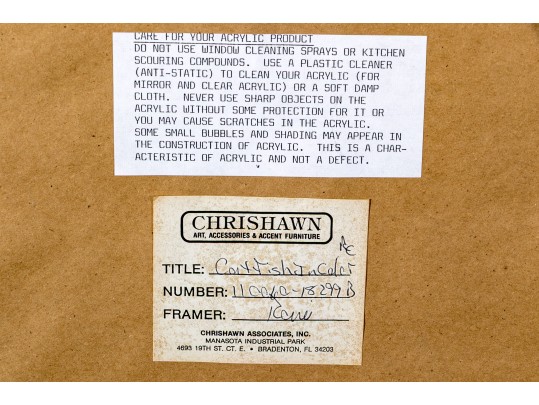 CARE FOR YOUR ACRYLIC PRODUCT
DO NOT USE WINDOW CLEANING SPRAYS OR KITCHEN
SCOURING COMPOUNDS. USE A PLASTIC CLEANER
(ANTI-STATIC) TO CLEAN YOUR ACRYLIC (FOR
MIRROR AND CLEAR ACRYLIC) OR A SOFT DAMP
CLOTH. NEVER USE SHARP OBJECTS ON THE
ACRYLIC WITHOUT SOME PROTECTION FOR IT OR
YOU MAY CAUSE SCRATCHES IN THE ACRYLIC.
SOME SMALL BUBBLES AND SHADING MAY APPEAR IN
THE CONSTRUCTION OF ACRYLIC. THIS IS A CHAR-
ACTERISTIC OF ACRYLIC AND NOT A DEFECT.
CHRISHAWN
ART, ACCESSORIES & ACCENT FURNITURE
TITLE:
NUMBER: 18299B
FRAMER:
CHRISHAWN ASSOCIATES, INC.
MANASOTA INDUSTRIAL PARK
4693 19TH ST. CT. E. • BRADENTON, FL 34203